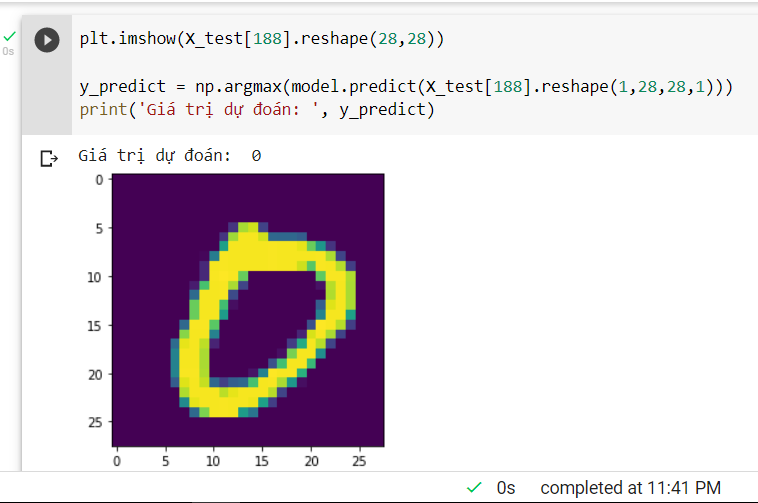 plt.imshow(X_test[188].reshape(28,28))
y_predict = np.argmax(model.predict(X_test[188].reshape(1,28,28,1)))
print('Giá trị dự đoán: ', y_predict)
0s
Giá trị dự đoán:  0
0
5
10
15
20
25
0 5 10 15 20 25
0s completed at 11:41 PM